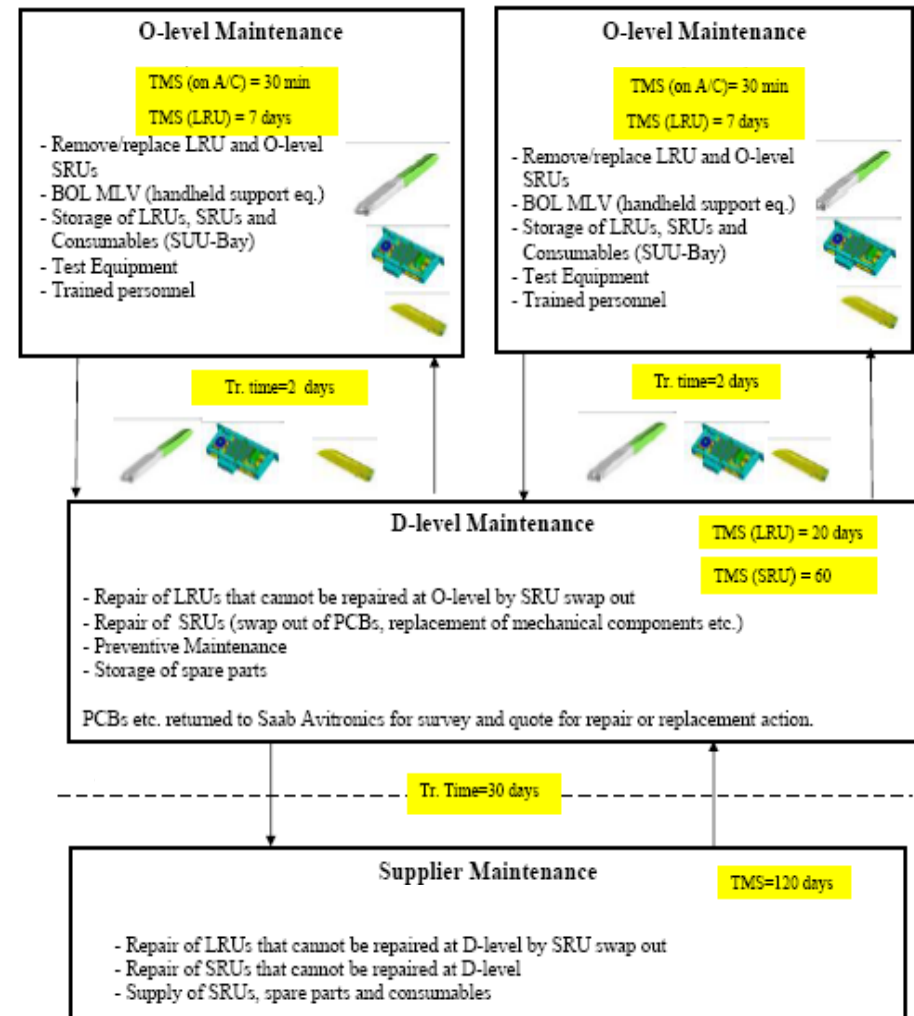 O-level Maintenance
TMS (on A/C) = 30 min
TMS (LRU) = 7 days
- Remove/replace LRU and O-level
SRUs
- BOL MLV (handheld support eq.)
- Storage of LRUs, SRUs and
Consumables (SUU-Bay)
- Test Equipment
- Trained personnel
O-level Maintenance
TMS (on A/C)= 30 min
TMS (LRU) = 7 days
- Remove/replace LRU and O-level
SRUs
- BOL MLV (handheld support eq.)
- Storage of LRUs, SRUs and
Consumables (SUU-Bay)
- Test Equipment
- Trained personnel
Tr. time=2 days
Tr. time=2 days
D-level Maintenance
TMS (LRU) = 20 days
TMS (SRU) = 60
- Repair of LRUs that cannot be repaired at O-level by SRU swap out
- Repair of SRUs (swap out of PCBs, replacement of mechanical components etc.)
- Preventive Maintenance
- Storage of spare parts
PCBs etc. returned to Saab Avitronics for survey and quote for repair or replacement action.
Tr. Time=30 days
Supplier Maintenance
TMS=120 days
- Repair of LRUs that cannot be repaired at D-level by SRU swap out
- Repair of SRUs that cannot be repaired at D-level
- Supply of SRUs, spare parts and consumables